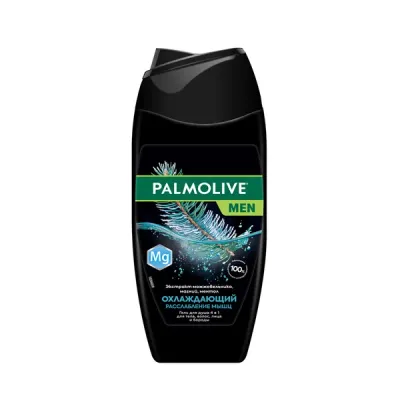 PALMOLIVE
MEN
Mg
100%
Экстракт можжевельника,
магний, ментол
ОХЛАЖДАЮЩИЙ
РАССЛАБЛЕНИЕ МЫШЦ
Гель для душа 4 в 1
для тела, волос, лица
и бороды